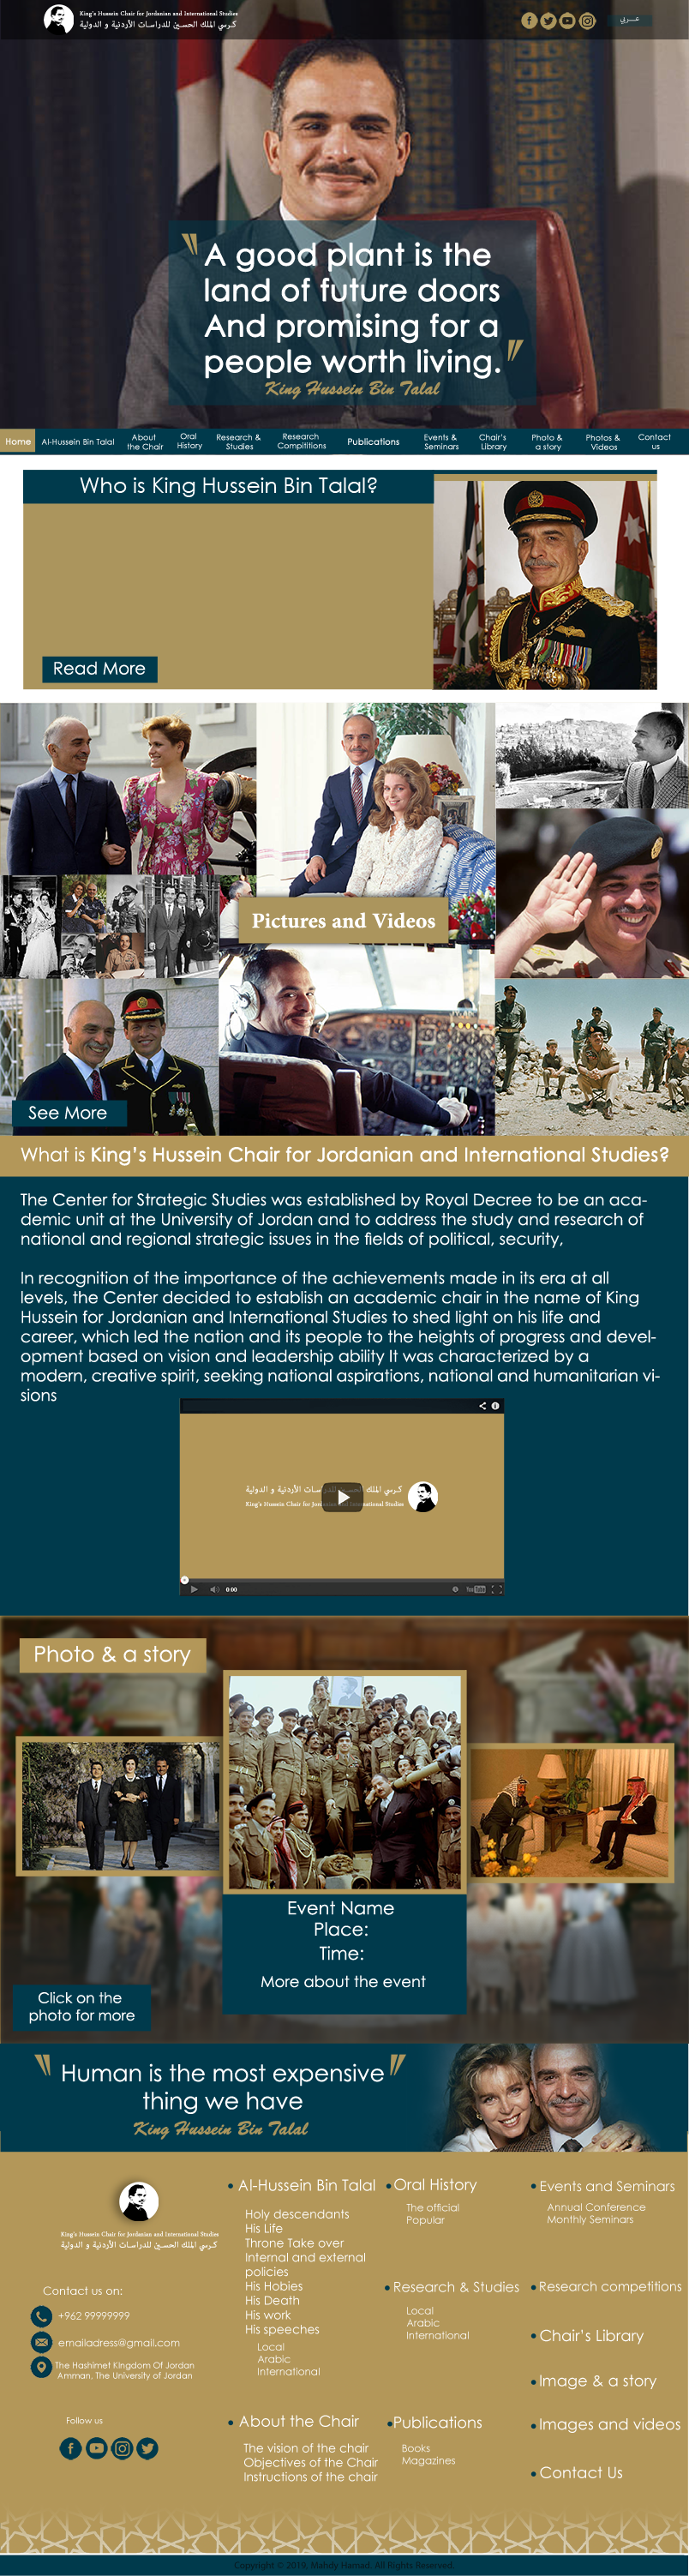 King's Hussein Chair for Jordanian and International Studies
كرسي الملك الحسين للدراسات الأردنية و الدولية
عربي
A good plant is the
land of future doors
And promising for a
people worth living.
King Hussein Bin Talal
Home
Al-Hussein Bin Talal
About
the Chair
Oral
History
Research &
Studies
Research
Compititions
Publications
Events &
Seminars
Chair's
Library
Photo &
a story
Photos &
Videos
Contact
us
Who is King Hussein Bin Talal?
Read More
Pictures and Videos
See More
What is King's Hussein Chair for Jordanian and International Studies?
The Center for Strategic Studies was established by Royal Decree to be an aca-
demic unit at the University of Jordan and to address the study and research of
national and regional strategic issues in the fields of political, security,
In recognition of the importance of the achievements made in its era at all
levels, the Center decided to establish an academic chair in the name of King
Hussein for Jordanian and International Studies to shed light on his life and
career, which led the nation and its people to the heights of progress and devel-
opment based on vision and leadership ability It was characterized by a
modern, creative spirit, seeking national aspirations, national and humanitarian vi-
sions
كرسي الملك الحسين للدراسات الأردنية و الدولية
King's Hussein Chair for Jordanian and International Studies
0:00
YouTube
Photo & a story
Event Name
Place:
Time:
More about the event
Click on the
photo for more
Human is the most expensive
thing we have
King Hussein Bin Talal
King's Hussein Chair for Jordanian and International Studies
كرسي الملك الحسين للدراسات الأردنية و الدولية
Contact us on:
+962 99999999
emailadress@gmail.com
The Hashimet Kingdom Of Jordan
Amman, The University of Jordan
Follow us
Al-Hussein Bin Talal
Holy descendants
His Life
Throne Take over
Internal and external
policies
His Hobies
His Death
His work
His speeches
Local
Arabic
International
About the Chair
The vision of the chair
Objectives of the Chair
Instructions of the chair
Oral History
The official
Popular
Research & Studies
Local
Arabic
International
Publications
Books
Magazines
Events and Seminars
Annual Conference
Monthly Seminars
Research competitions
Chair's Library
Image & a story
Images and videos
Contact Us
Copyright © 2019, Mahdy Hamad. All Rights Reserved.